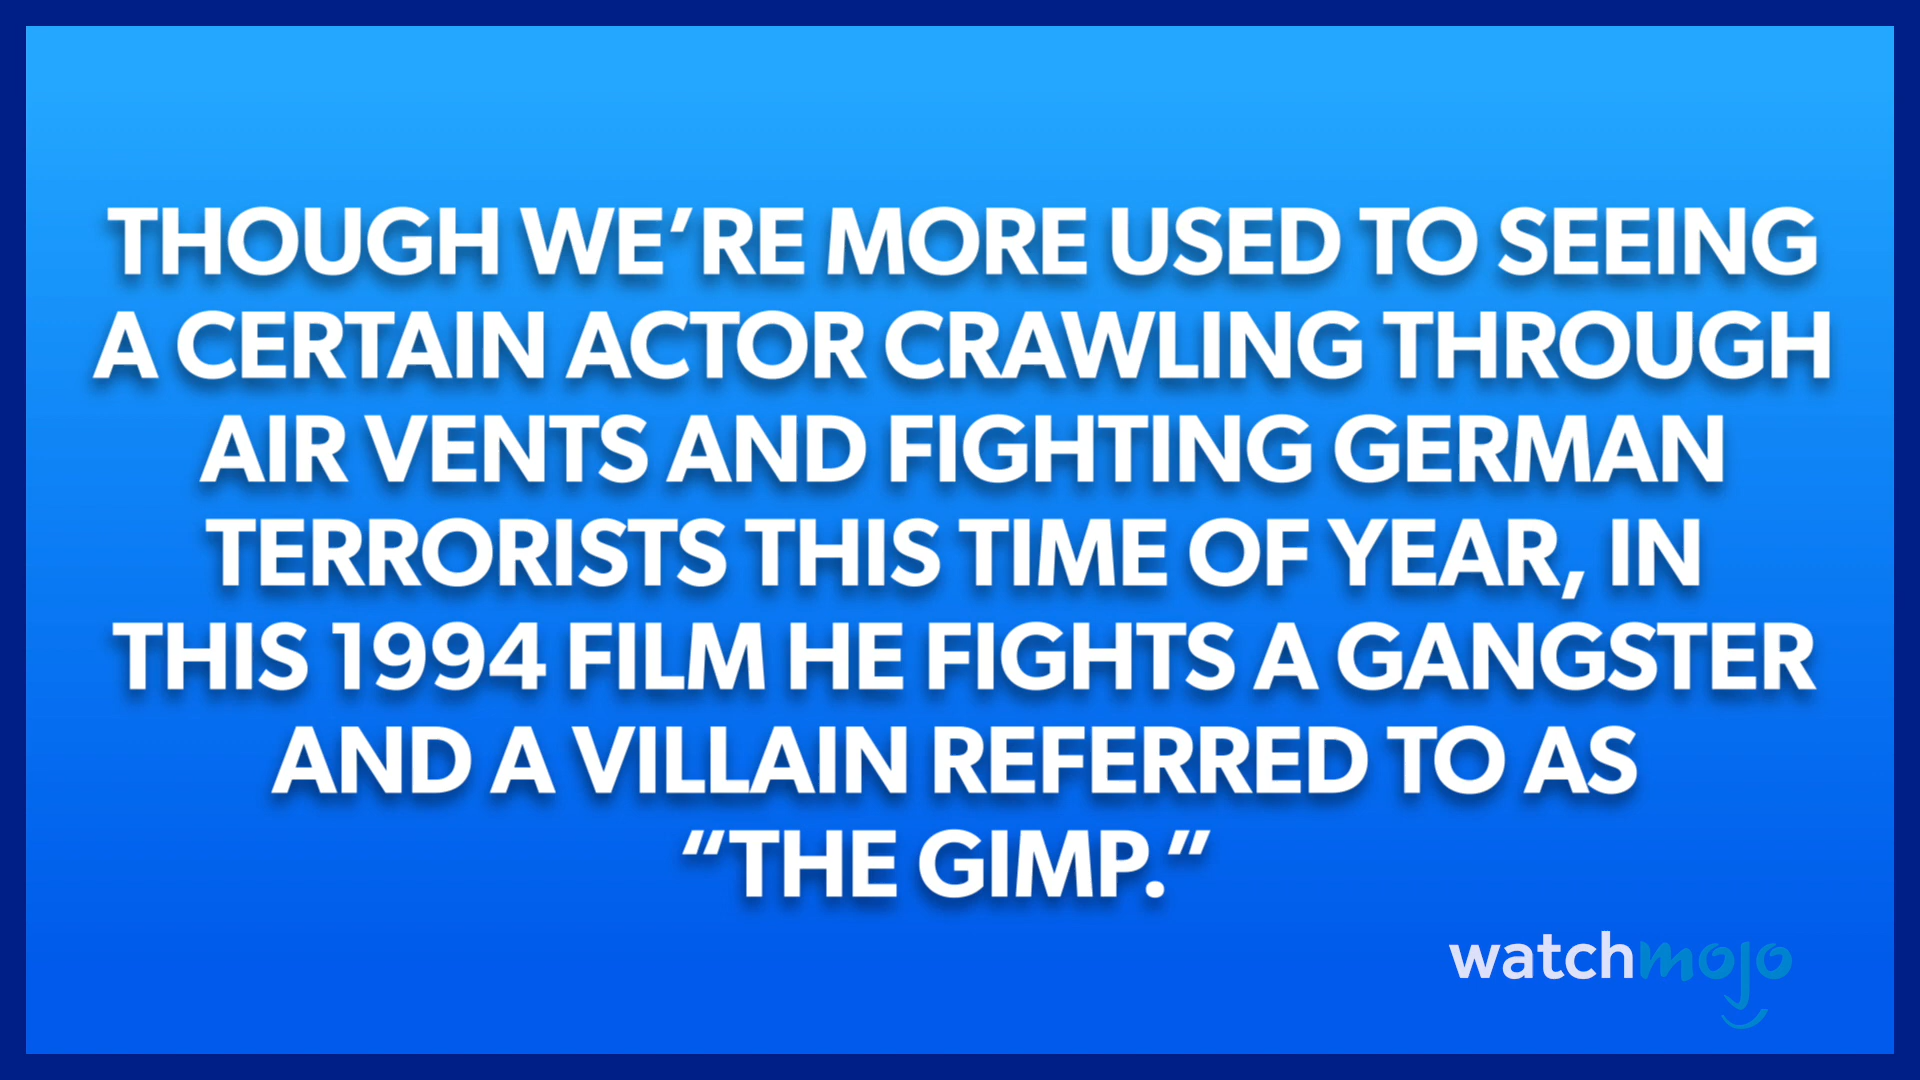 THOUGH WE’RE MORE USED TO SEEING
A CERTAIN ACTOR CRAWLING THROUGH
AIR VENTS AND FIGHTING GERMAN
TERRORISTS THIS TIME OF YEAR, IN
THIS 1994 FILM HE FIGHTS A GANGSTER
AND A VILLAIN REFERRED TO AS
“THE GIMP.”
watchmojo